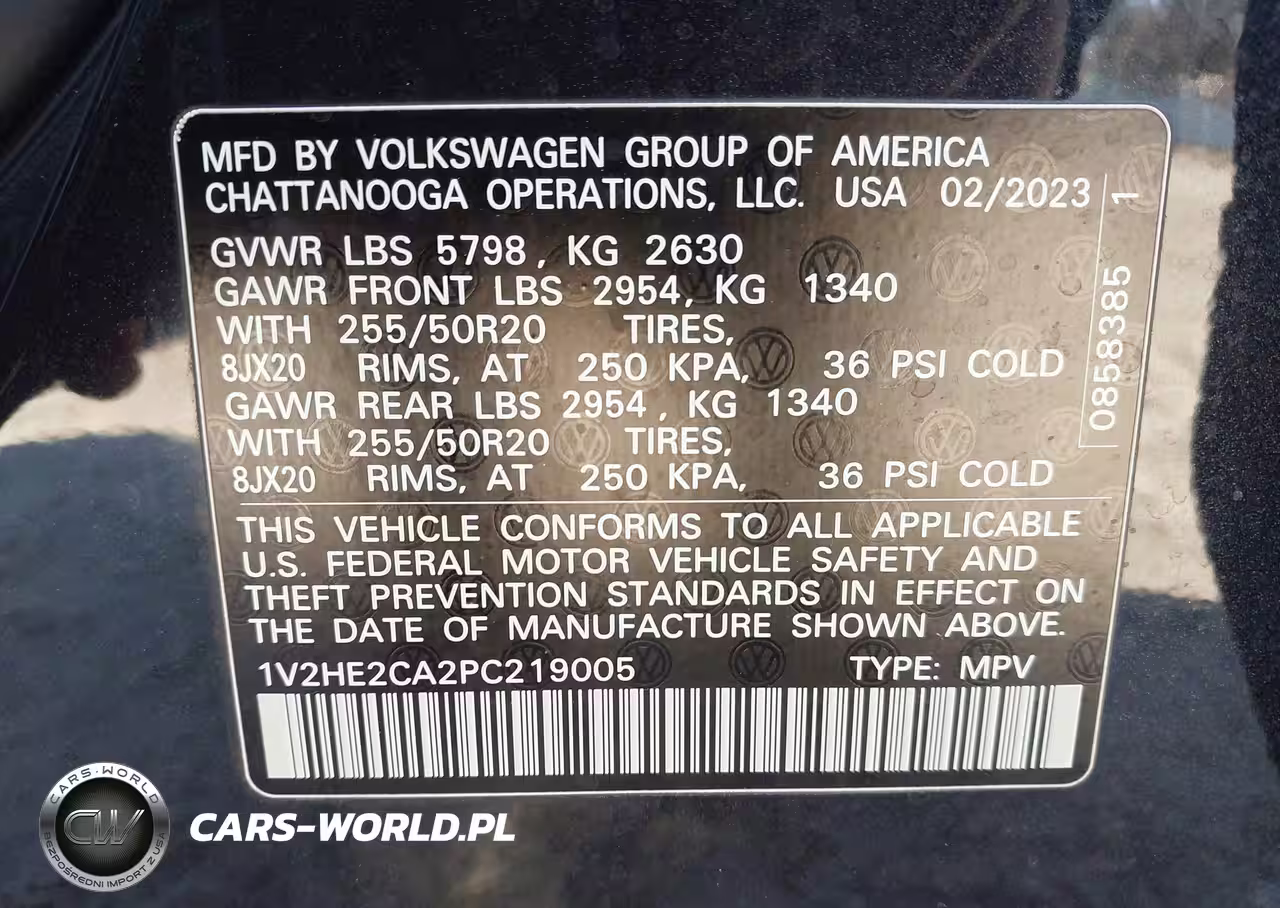 MFD BY VOLKSWAGEN GROUP OF AMERICA
CHATTANOOGA OPERATIONS, LLC. USA 02/2023
GVWR LBS 5798, KG 2630
GAWR FRONT LBS 2954, KG 1340
WITH 255/50R20 TIRES,
8JX20 RIMS, AT 250 KPA, 36 PSI COLD
GAWR REAR LBS 2954, KG 1340
WITH 255/50R20 TIRES,
8JX20 RIMS, AT 250 KPA, 36 PSI COLD
THIS VEHICLE CONFORMS TO ALL APPLICABLE
U.S. FEDERAL MOTOR VEHICLE SAFETY AND
THEFT PREVENTION STANDARDS IN EFFECT ON
THE DATE OF MANUFACTURE SHOWN ABOVE.
1V2HE2CA2PC219005 TYPE: MPV
0858385 1
CARS-WORLD
CW
BEZPOŚREDNI IMPORT Z USA
CARS-WORLD.PL